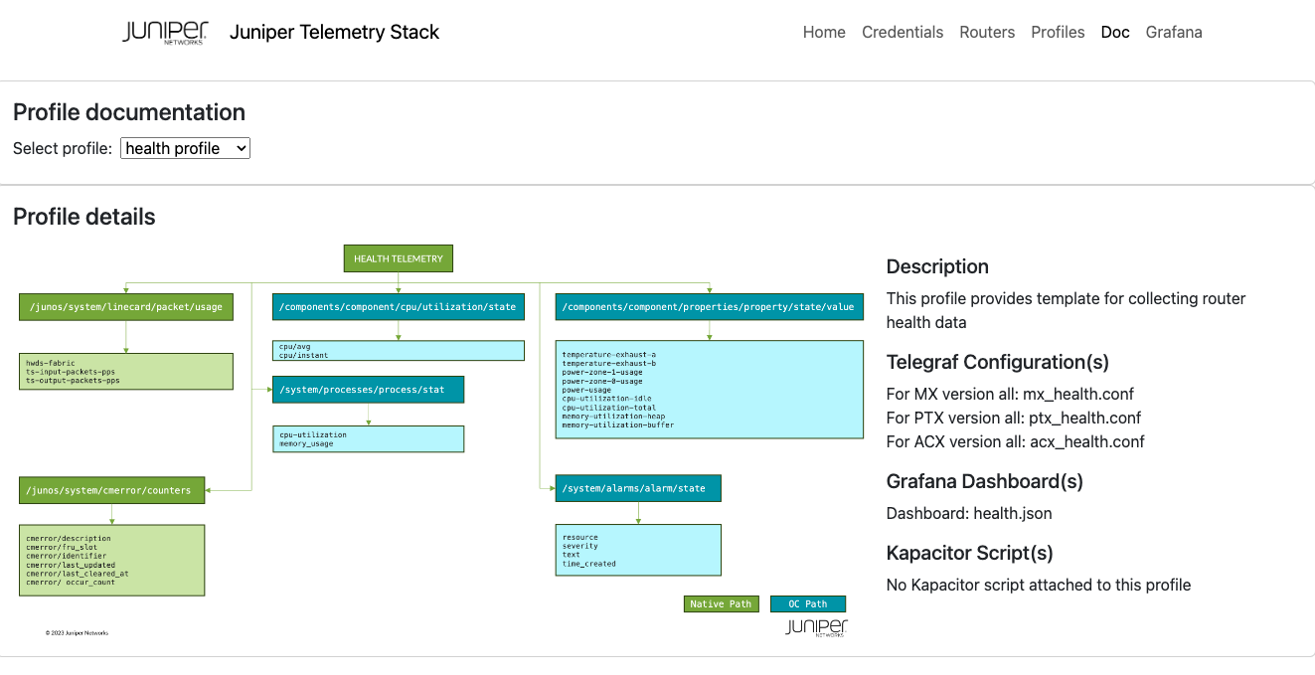 JUNIPER
NETWORKS
Juniper Telemetry Stack
Home Credentials Routers Profiles Doc Grafana
Profile documentation
Select profile: health profile
Profile details
HEALTH TELEMETRY
/junos/system/linecard/packet/usage
hwds-fabric
ts-input-packets-pps
ts-output-packets-pps
/components/component/cpu/utilization/state
cpu/avg
cpu/instant
/system/processes/process/stat
cpu-utilization
memory_usage
/components/component/properties/property/state/value
temperature-exhaust-a
temperature-exhaust-b
power-zone-1-usage
power-zone-0-usage
power-usage
cpu-utilization-idle
cpu-utilization-total
memory-utilization-heap
memory-utilization-buffer
/junos/system/cmerror/counters
cmerror/description
cmerror/fru_slot
cmerror/identifier
cmerror/last_updated
cmerror/last_cleared_at
cmerror/ occur_count
/system/alarms/alarm/state
resource
severity
text
time_created
Native Path
OC Path
JUNIPER
NETWORKS
© 2023 Juniper Networks
Description
This profile provides template for collecting router
health data
Telegraf Configuration(s)
For MX version all: mx_health.conf
For PTX version all: ptx_health.conf
For ACX version all: acx_health.conf
Grafana Dashboard(s)
Dashboard: health.json
Kapacitor Script(s)
No Kapacitor script attached to this profile